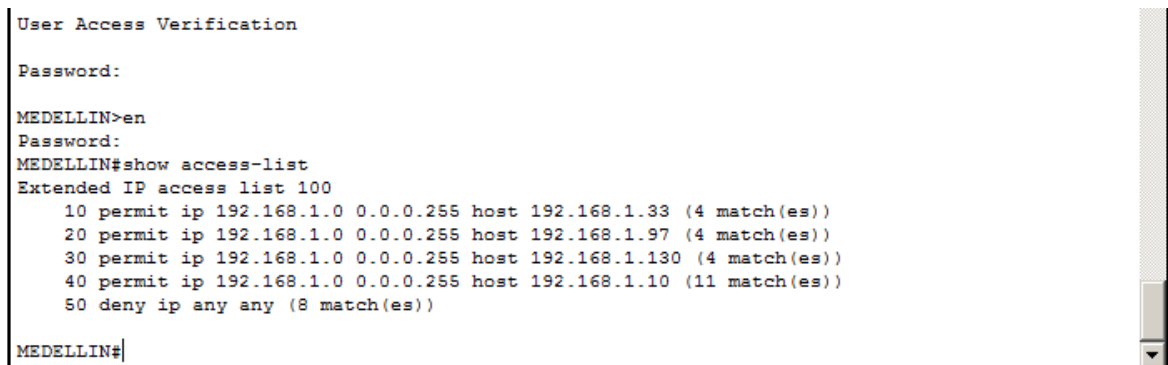 User Access Verification
Password:
MEDELLIN>en
Password:
MEDELLIN#show access-list
Extended IP access list 100
10 permit ip 192.168.1.0 0.0.0.255 host 192.168.1.33 (4 match(es))
20 permit ip 192.168.1.0 0.0.0.255 host 192.168.1.97 (4 match(es))
30 permit ip 192.168.1.0 0.0.0.255 host 192.168.1.130 (4 match(es))
40 permit ip 192.168.1.0 0.0.0.255 host 192.168.1.10 (11 match(es))
50 deny ip any any (8 match(es))
MEDELLIN#